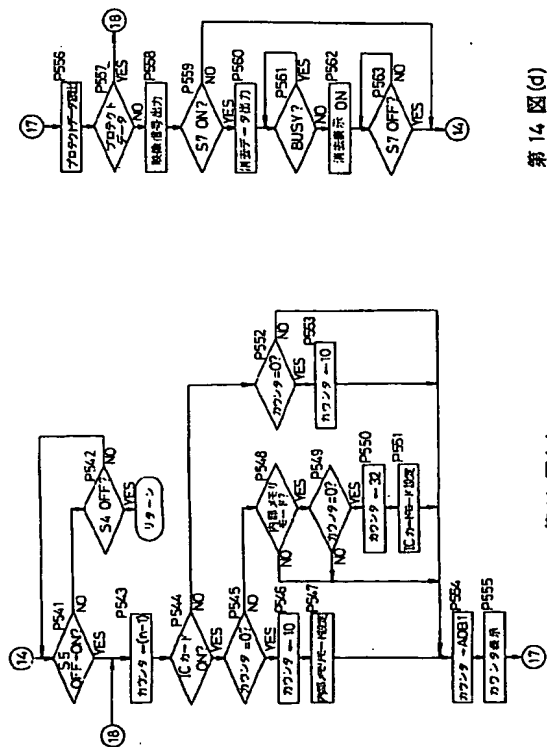 ⑭
P541
S5
OFF→ON?
NO
YES
P542
S4 OFF?
NO
YES
リターン
⑱
P543
カウンタ←(n-1)
P544
ICカード
ON?
NO
YES
P545
カウンタ=0?
NO
YES
P546
カウンタ←10
P547
内部メモリモード設定
P548
内部メモリ
モード?
NO
YES
P549
カウンタ=0?
NO
YES
P550
カウンタ←32
P551
ICカードモード設定
P552
カウンタ=0?
NO
YES
P553
カウンタ←10
P554
カウンタ→ADB1
P555
カウンタ表示
⑰
⑰
P556
プロテクトデータ読出
P557
プロテクト
データ?
YES
⑱
NO
P558
映像信号出力
P559
S7 ON?
NO
YES
P560
消去データ出力
P561
BUSY?
YES
NO
P562
消去表示 ON
P563
S7 OFF?
NO
YES
⑭
第 14 図(d)